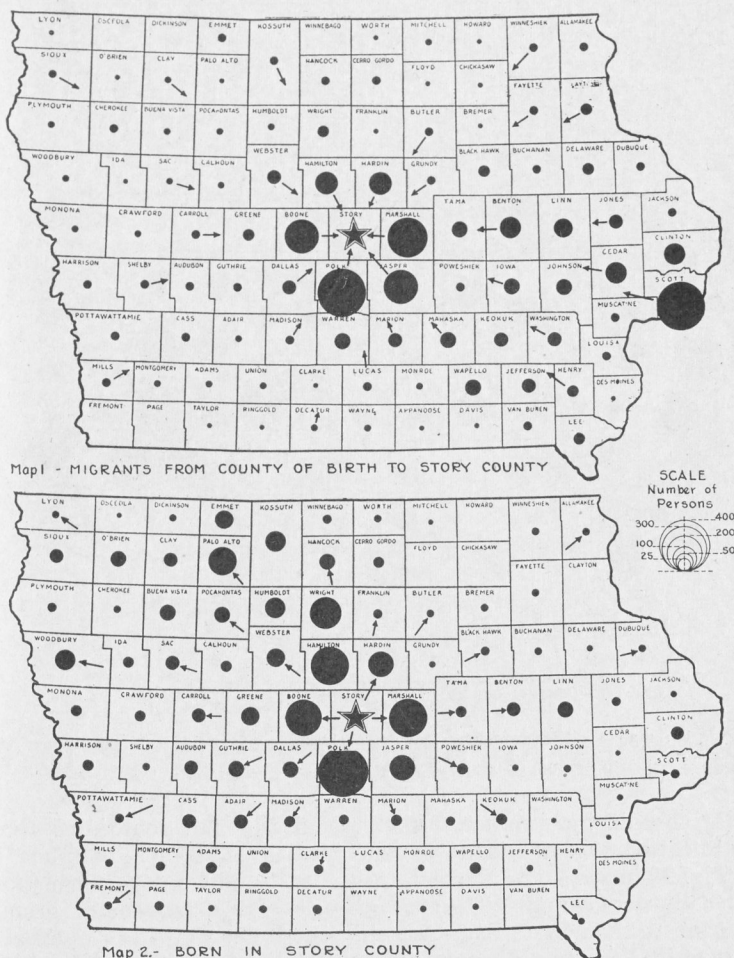 LYON OSCEOLA DICKINSON EMMET KOSSUTH WINNEBAGO WORTH MITCHELL HOWARD WINNESHIEK ALLAMAKEE
SIOUX O'BRIEN CLAY PALO ALTO HANCOCK CERRO GORDO FLOYD CHICKASAW
FAYETTE
PLYMOUTH CHEROKEE BUENA VISTA POCAHONTAS HUMBOLDT WRIGHT FRANKLIN BUTLER BREMER
WEBSTER
WOODBURY IDA SAC CALHOUN HAMILTON HARDIN GRUNDY BLACK HAWK BUCHANAN DELAWARE DUBUQUE
MONONA CRAWFORD CARROLL GREENE BOONE STORY MARSHALL TAMA BENTON LINN JONES JACKSON
CLINTON
CEDAR
HARRISON SHELBY AUDUBON GUTHRIE DALLAS POLK JASPER POWESHIEK IOWA JOHNSON SCOTT
MUSCATINE
POTTAWATTAMIE CASS ADAIR MADISON WARREN MARION MAHASKA KEOKUK WASHINGTON
LOUISA
MILLS MONTGOMERY ADAMS UNION CLARKE LUCAS MONROE WAPELLO JEFFERSON HENRY
DES MOINES
FREMONT PAGE TAYLOR RINGGOLD DECATUR WAYNE APPANOOSE DAVIS VAN BUREN
LEE
Map 1 - MIGRANTS FROM COUNTY OF BIRTH TO STORY COUNTY
SCALE
Number of
Persons
300 400
200
100 50
25
LYON OSCEOLA DICKINSON EMMET KOSSUTH WINNEBAGO WORTH MITCHELL HOWARD WINNESHIEK ALLAMAKEE
SIOUX O'BRIEN CLAY PALO ALTO HANCOCK CERRO GORDO FLOYD CHICKASAW
FAYETTE CLAYTON
PLYMOUTH CHEROKEE BUENA VISTA POCAHONTAS HUMBOLDT WRIGHT FRANKLIN BUTLER BREMER
WEBSTER
WOODBURY IDA SAC CALHOUN HAMILTON HARDIN GRUNDY BLACK HAWK BUCHANAN DELAWARE DUBUQUE
MONONA CRAWFORD CARROLL GREENE BOONE STORY MARSHALL TAMA BENTON LINN JONES JACKSON
CLINTON
CEDAR
HARRISON SHELBY AUDUBON GUTHRIE DALLAS POLK JASPER POWESHIEK IOWA JOHNSON SCOTT
MUSCATINE
POTTAWATTAMIE CASS ADAIR MADISON WARREN MARION MAHASKA KEOKUK WASHINGTON
LOUISA
MILLS MONTGOMERY ADAMS UNION CLARKE LUCAS MONROE WAPELLO JEFFERSON HENRY
DES MOINES
FREMONT PAGE TAYLOR RINGGOLD DECATUR WAYNE APPANOOSE DAVIS VAN BUREN
LEE
Map 2.- BORN IN STORY COUNTY